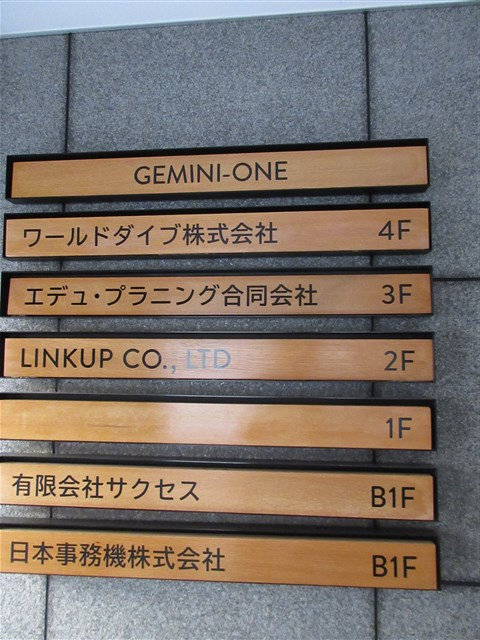 GEMINI-ONE
ワールドダイブ株式会社 4F
エデュ・プラニング合同会社 3F
LINKUP CO., LTD 2F
1F
有限会社サクセス B1F
日本事務機株式会社 B1F